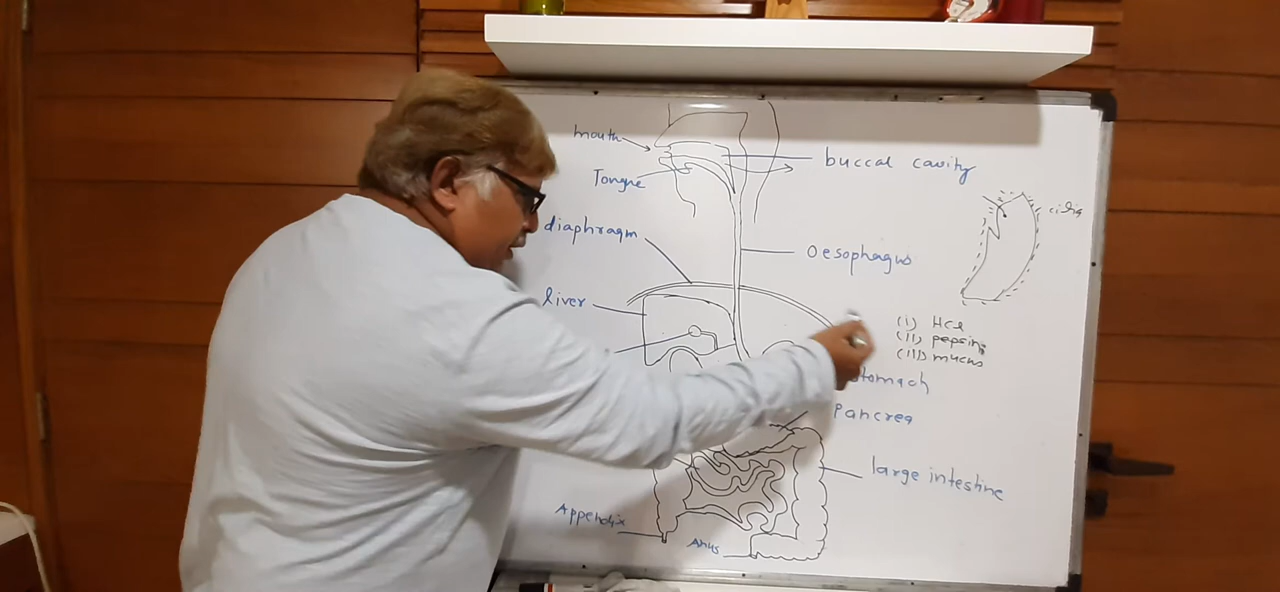 mouth
buccal cavity
Tongue
diaphragm
Oesophagus
liver
(i) HCl
(ii) pepsin
(iii) mucus
stomach
Pancrea
large intestine
Appendix
Anus